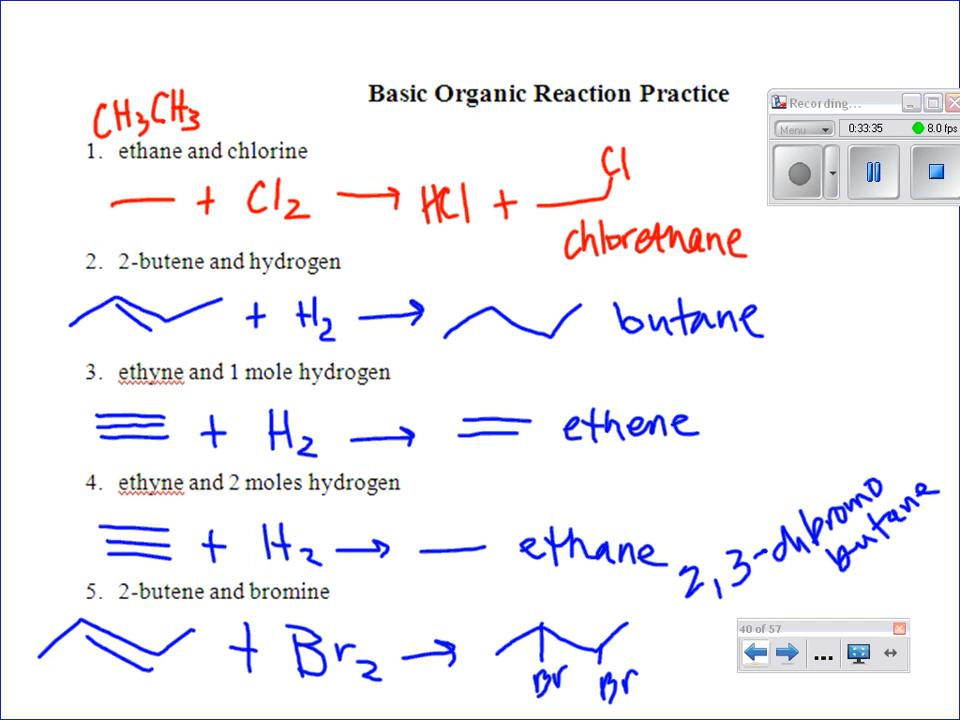 Basic Organic Reaction Practice
Recording...
Menu
0:33:35
8.0 fps
CH3CH3
1. ethane and chlorine
+ Cl2 → HCl +
Cl
chlorethane
2. 2-butene and hydrogen
+ H2 → butane
3. ethyne and 1 mole hydrogen
+ H2 → ethene
4. ethyne and 2 moles hydrogen
+ H2 → ethane
2,3-dibromo
butane
5. 2-butene and bromine
+ Br2 →
Br Br
40 of 57
...